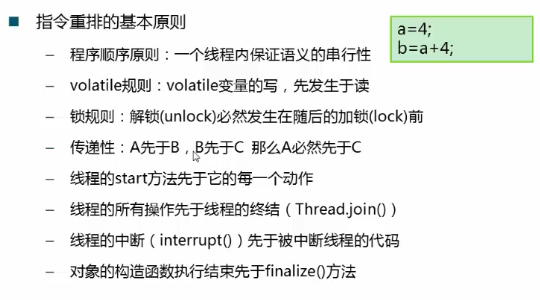 指令重排的基本原则
a=4;
b=a+4;
– 程序顺序原则：一个线程内保证语义的串行性
– volatile规则：volatile变量的写，先发生于读
– 锁规则：解锁(unlock)必然发生在随后的加锁(lock)前
– 传递性：A先于B，B先于C 那么A必然先于C
– 线程的start方法先于它的每一个动作
– 线程的所有操作先于线程的终结（Thread.join()）
– 线程的中断（interrupt()）先于被中断线程的代码
– 对象的构造函数执行结束先于finalize()方法